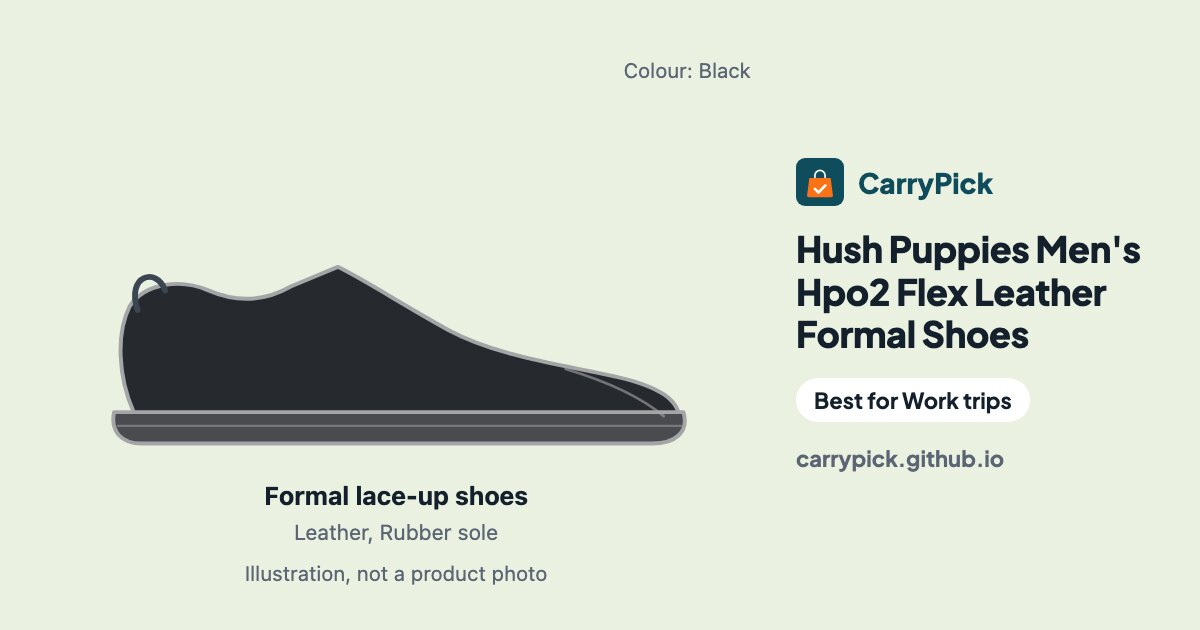 Colour: Black
CarryPick
Hush Puppies Men's
Hpo2 Flex Leather
Formal Shoes
Best for Work trips
carrypick.github.io
Formal lace-up shoes
Leather, Rubber sole
Illustration, not a product photo